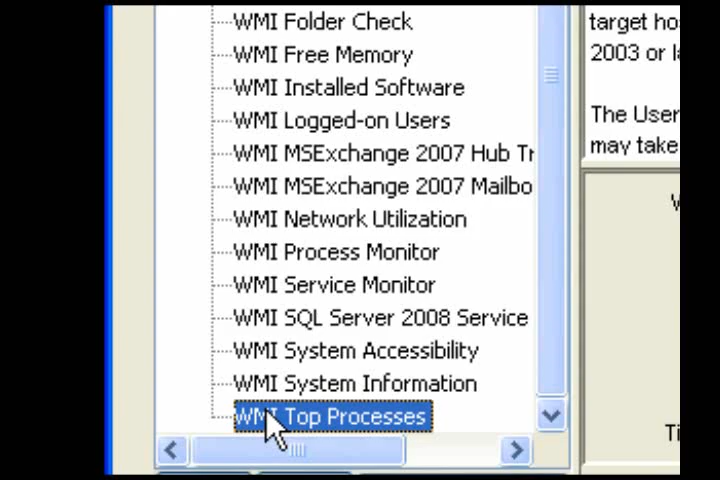 WMI Folder Check
WMI Free Memory
WMI Installed Software
WMI Logged-on Users
WMI MSExchange 2007 Hub Tr
WMI MSExchange 2007 Mailbo
WMI Network Utilization
WMI Process Monitor
WMI Service Monitor
WMI SQL Server 2008 Service
WMI System Accessibility
WMI System Information
WMI Top Processes
target ho
2003 or l
The User
may take
W
Ti